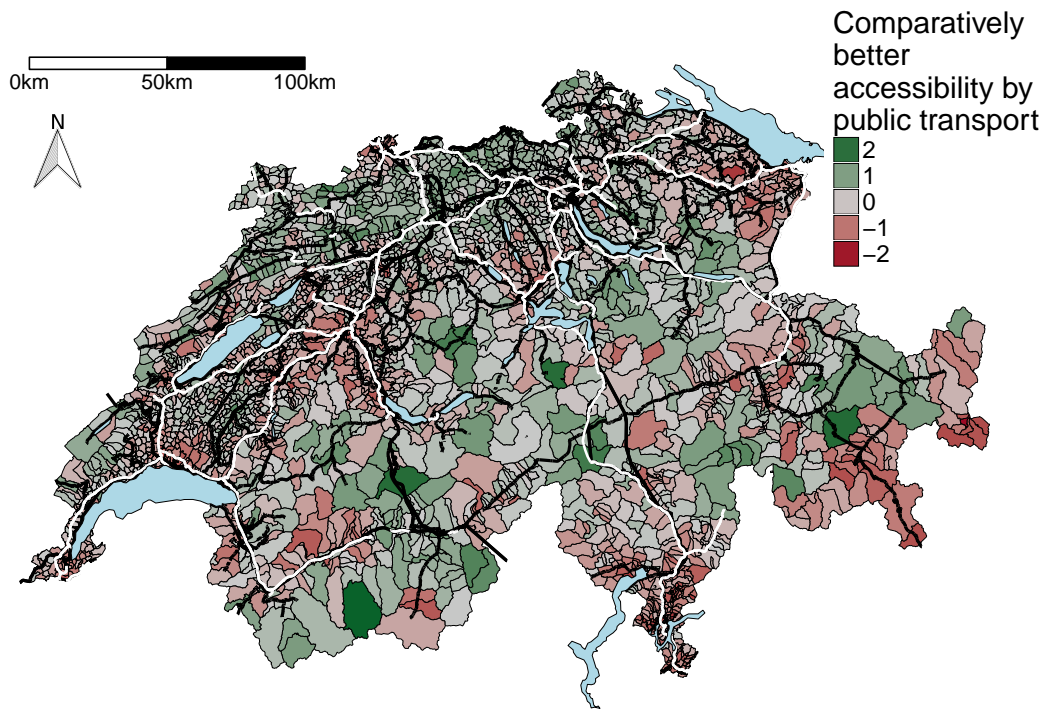 Comparatively
better
accessibility by
public transport
2
1
0
−1
−2
0km 50km 100km
N